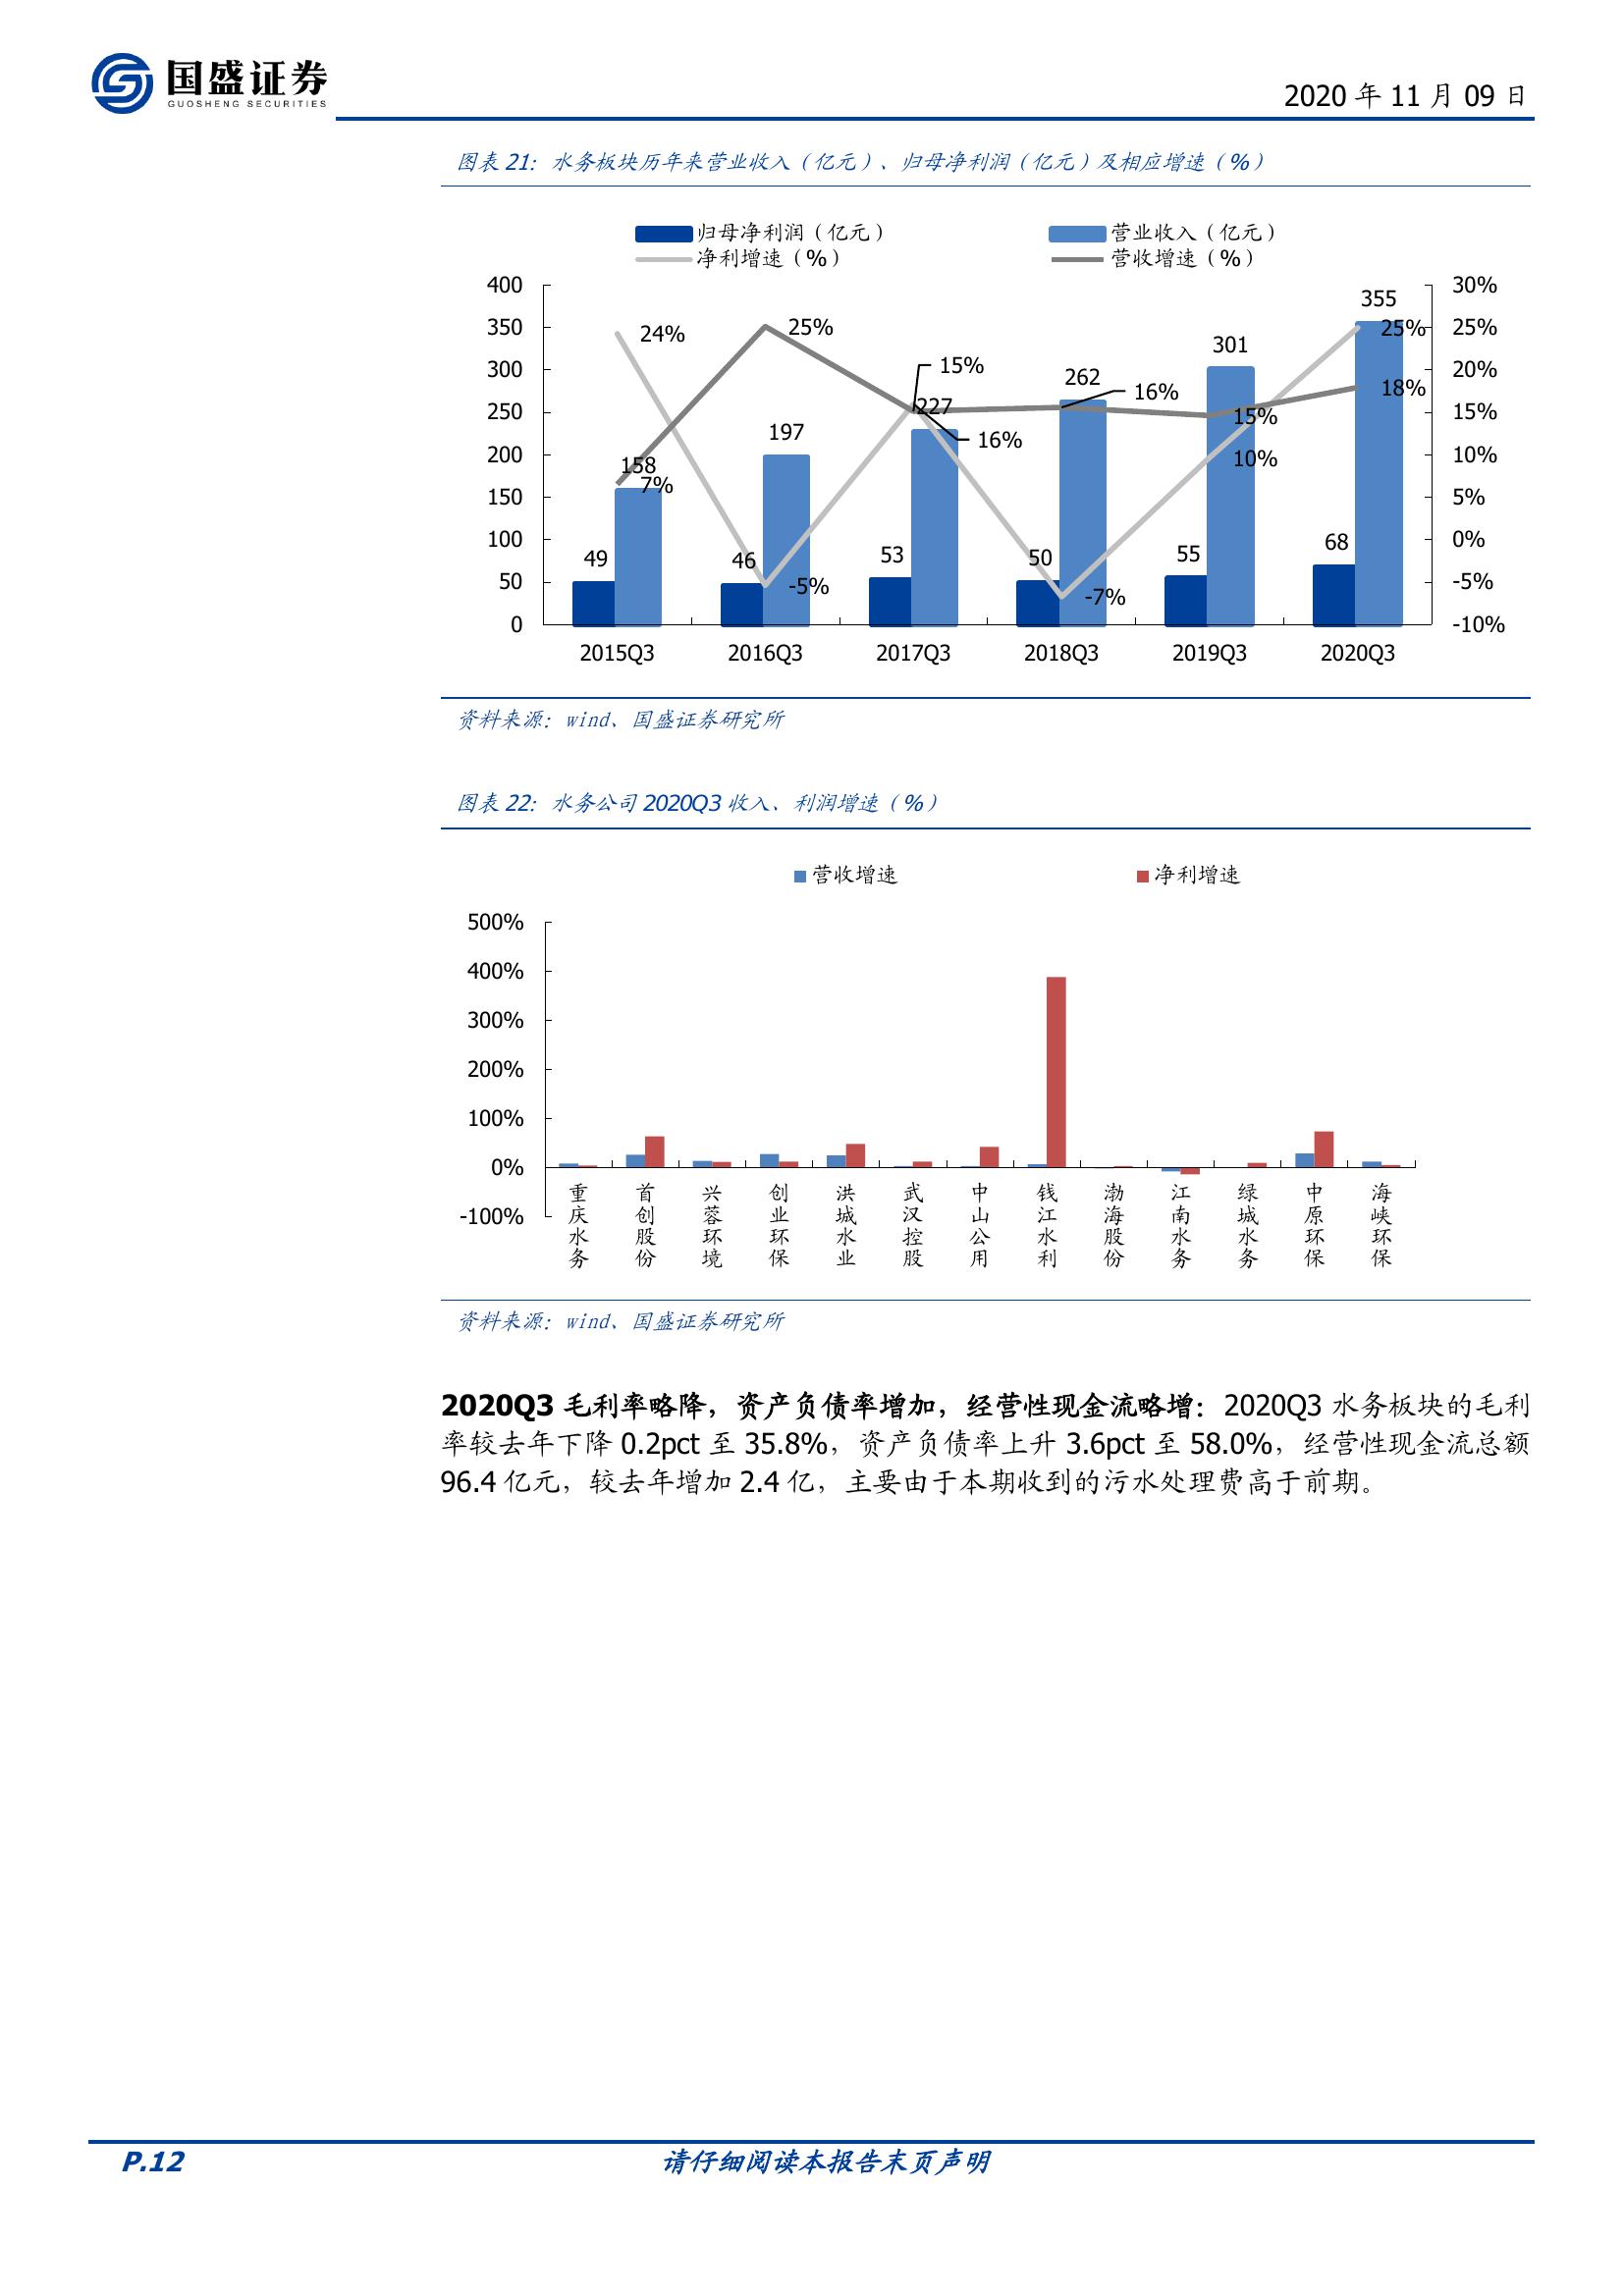 国盛证券
GUOSHENG SECURITIES
2020 年 11 月 09 日
图表 21：水务板块历年来营业收入（亿元）、归母净利润（亿元）及相应增速（%）
归母净利润（亿元） 营业收入（亿元）
净利增速（%） 营收增速（%）
400 30%
355
350 24% 25% 25% 25%
301
300 15% 20%
262 16%
18%
250 227 15% 15%
197 16%
200 158 10% 10%
150 7% 5%
100 49 46 53 50 55 68 0%
50 -5% -7% -5%
0 -10%
2015Q3 2016Q3 2017Q3 2018Q3 2019Q3 2020Q3
资料来源：wind、国盛证券研究所
图表 22：水务公司 2020Q3 收入、利润增速（%）
营收增速 净利增速
500%
400%
300%
200%
100%
0%
-100%
重庆水务
首创股份
兴蓉环境
创业环保
洪城水业
武汉控股
中山公用
钱江水利
渤海股份
江南水务
绿城水务
中原环保
海峡环保
资料来源：wind、国盛证券研究所
2020Q3 毛利率略降，资产负债率增加，经营性现金流略增：2020Q3 水务板块的毛利
率较去年下降 0.2pct 至 35.8%，资产负债率上升 3.6pct 至 58.0%，经营性现金流总额
96.4 亿元，较去年增加 2.4 亿，主要由于本期收到的污水处理费高于前期。
P.12 请仔细阅读本报告末页声明